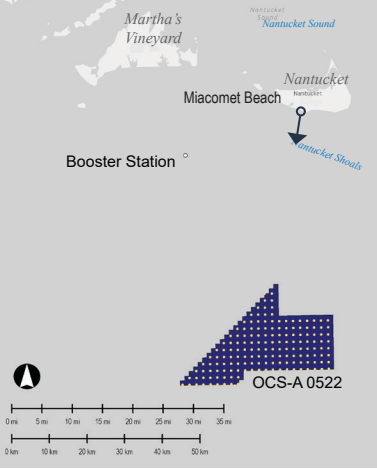 Martha's
Vineyard
Nantucket
Sound
Nantucket Sound
Nantucket
Nantucket
Miacomet Beach
Nantucket Shoals
Booster Station
OCS-A 0522
0 mi 5 mi 10 mi 15 mi 20 mi 25 mi 30 mi 35 mi
0 km 10 km 20 km 30 km 40 km 50 km